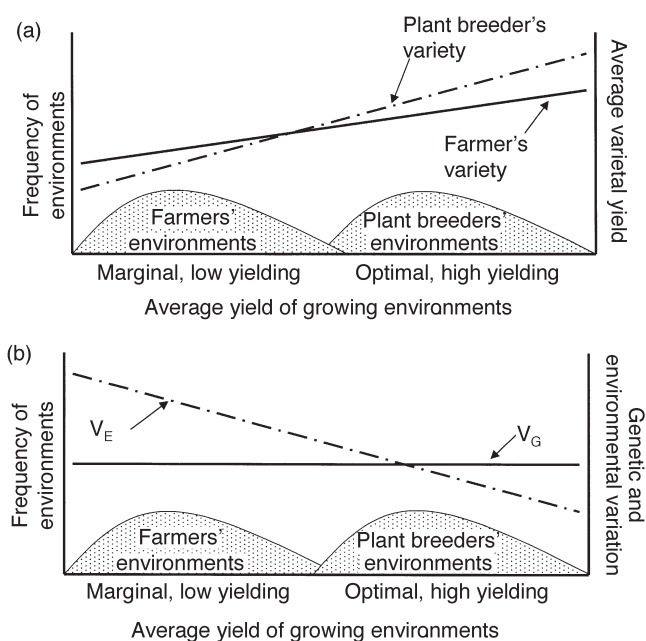 (a)
Plant breeder's
variety
Frequency of
environments
Average varietal yield
Farmer's
variety
Farmers'
environments
Plant breeders'
environments
Marginal, low yielding
Optimal, high yielding
Average yield of growing environments
(b)
Frequency of
environments
Genetic and
environmental variation
VE
VG
Farmers'
environments
Plant breeders'
environments
Marginal, low yielding
Optimal, high yielding
Average yield of growing environments